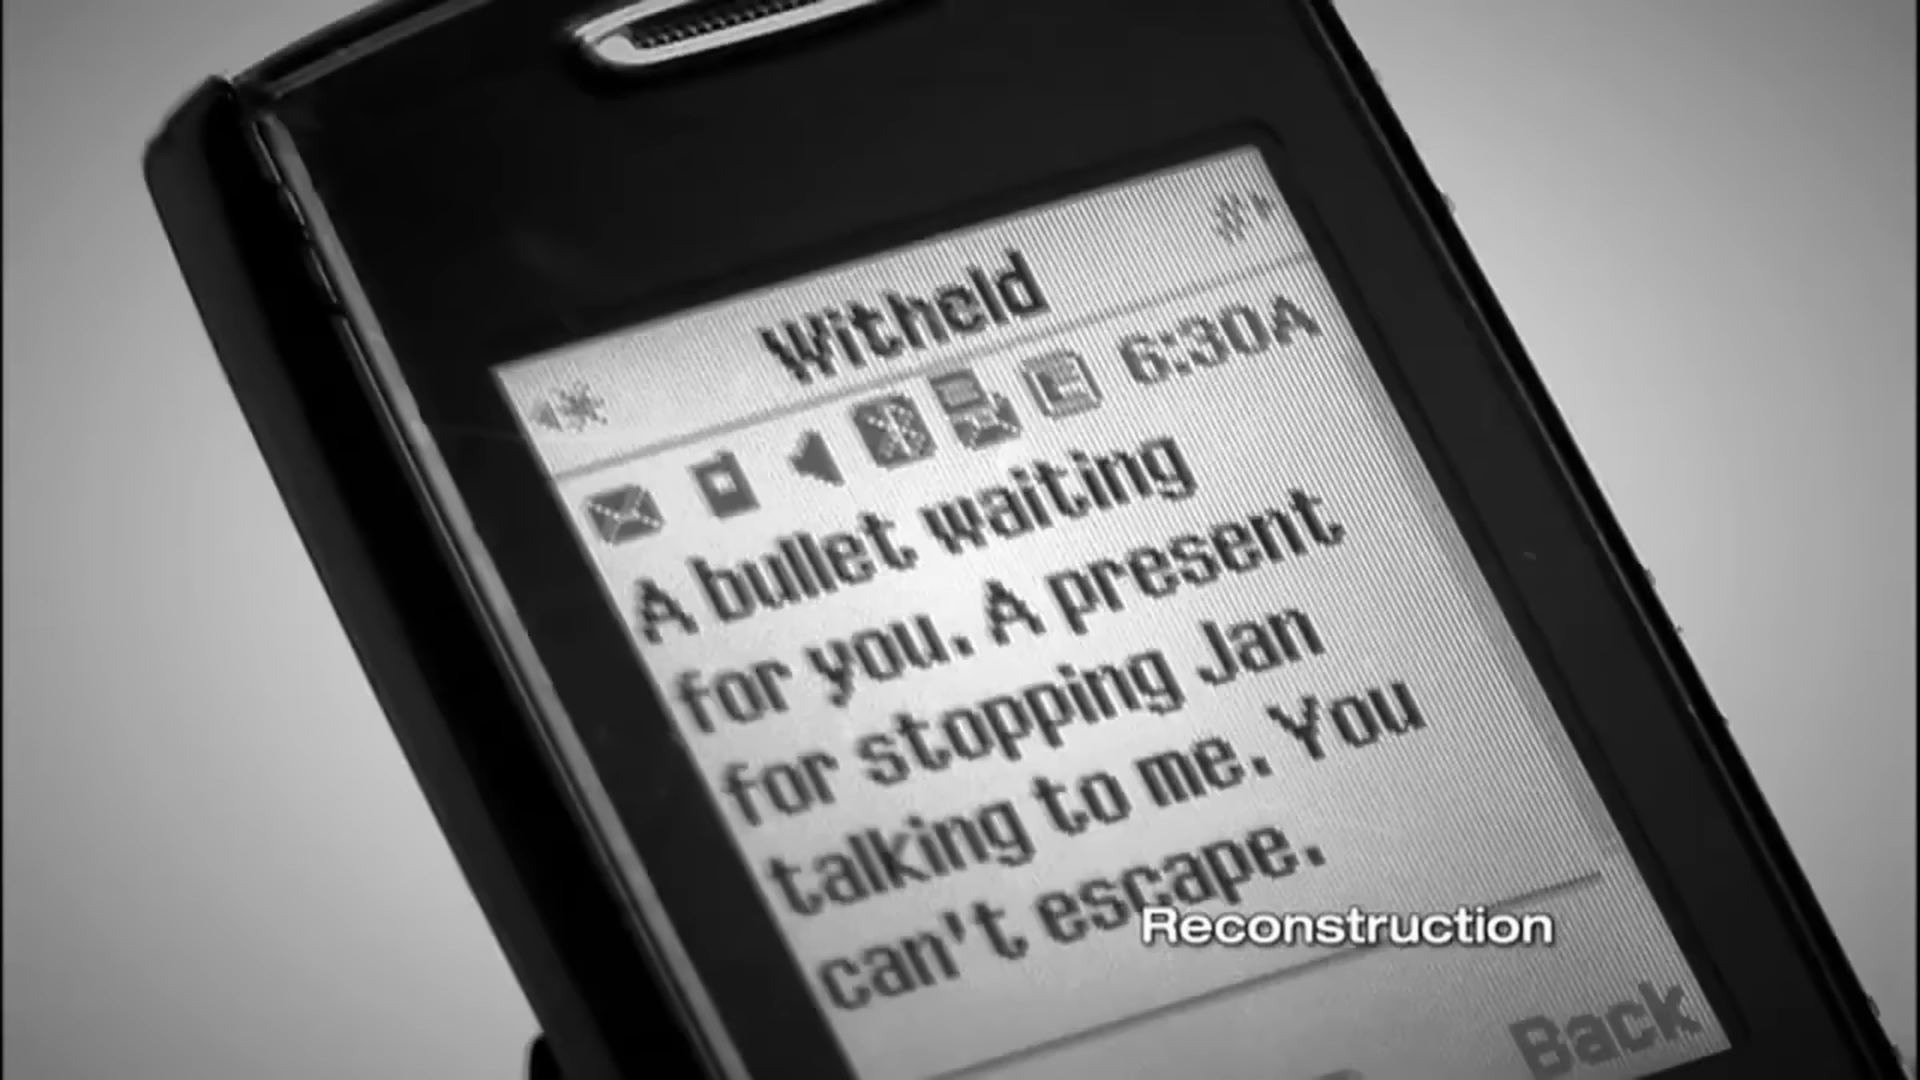 Witheld
6:30A
A bullet waiting
for you. A present
for stopping Jan
talking to me. You
can't escape.
Reconstruction
Back